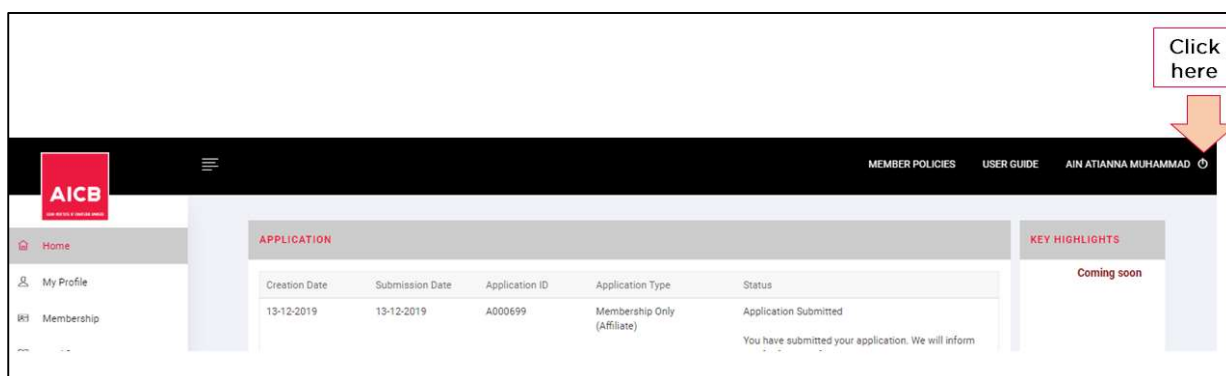 Click
here
MEMBER POLICIES USER GUIDE AIN ATIANNA MUHAMMAD
AICB
Home
My Profile
Membership
APPLICATION
Creation Date Submission Date Application ID Application Type Status
13-12-2019 13-12-2019 A000699 Membership Only Application Submitted
(Affiliate)
You have submitted your application. We will inform
KEY HIGHLIGHTS
Coming soon